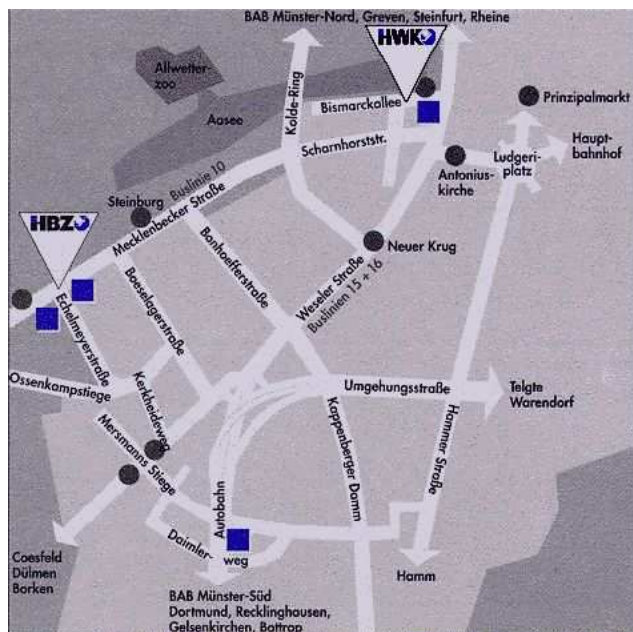 BAB Münster-Nord, Greven, Steinfurt, Rheine
HWK
Allwetter-
zoo
Aasee
Kolde-Ring
Bismarckallee
Prinzipalmarkt
Scharnhorststr.
Haupt-
bahnhof
Ludgeri-
platz
Antonius-
kirche
Buslinie 10
Steinburg
Mecklenbecker Straße
HBZ
Neuer Krug
Bonhoefferstraße
Weseler Straße
Buslinien 15 + 16
Boeselagerstraße
Echelmeyerstraße
Ossenkampstiege
Kerkheideweg
Umgehungsstraße
Telgte
Warendorf
Mersmanns Stiege
Kappenberger Damm
Hammer Straße
Autobahn
Daimler-
weg
Coesfeld
Dülmen
Borken
Hamm
BAB Münster-Süd
Dortmund, Recklinghausen,
Gelsenkirchen, Bottrop